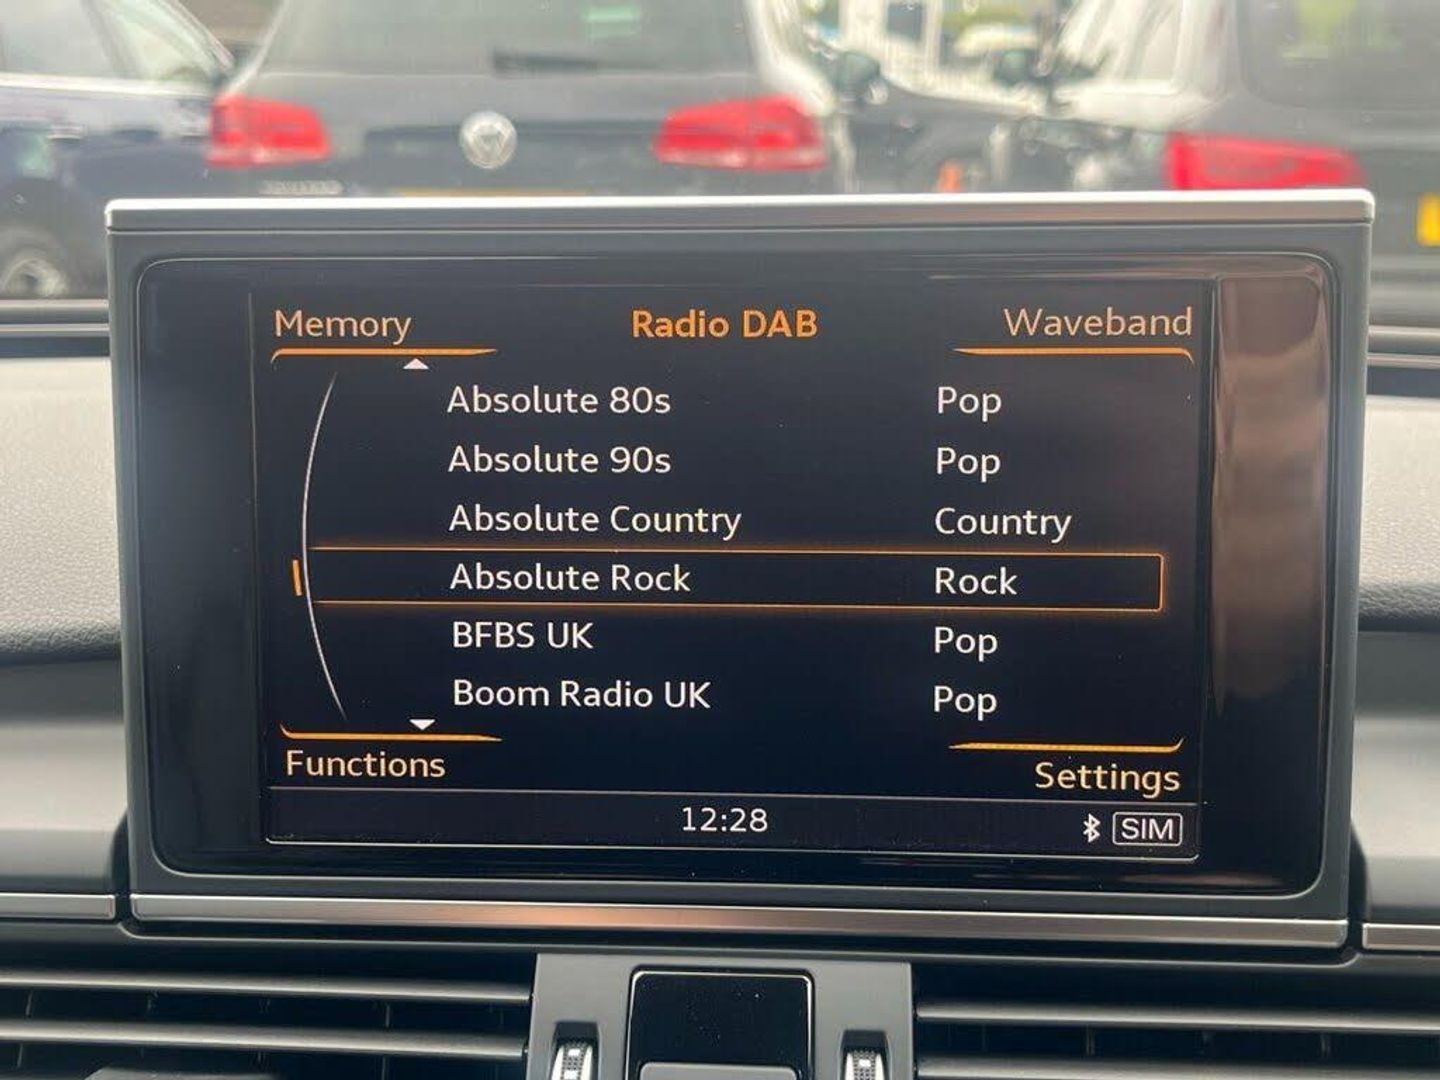 Memory Radio DAB Waveband
Absolute 80s Pop
Absolute 90s Pop
Absolute Country Country
Absolute Rock Rock
BFBS UK Pop
Boom Radio UK Pop
Functions Settings
12:28 SIM